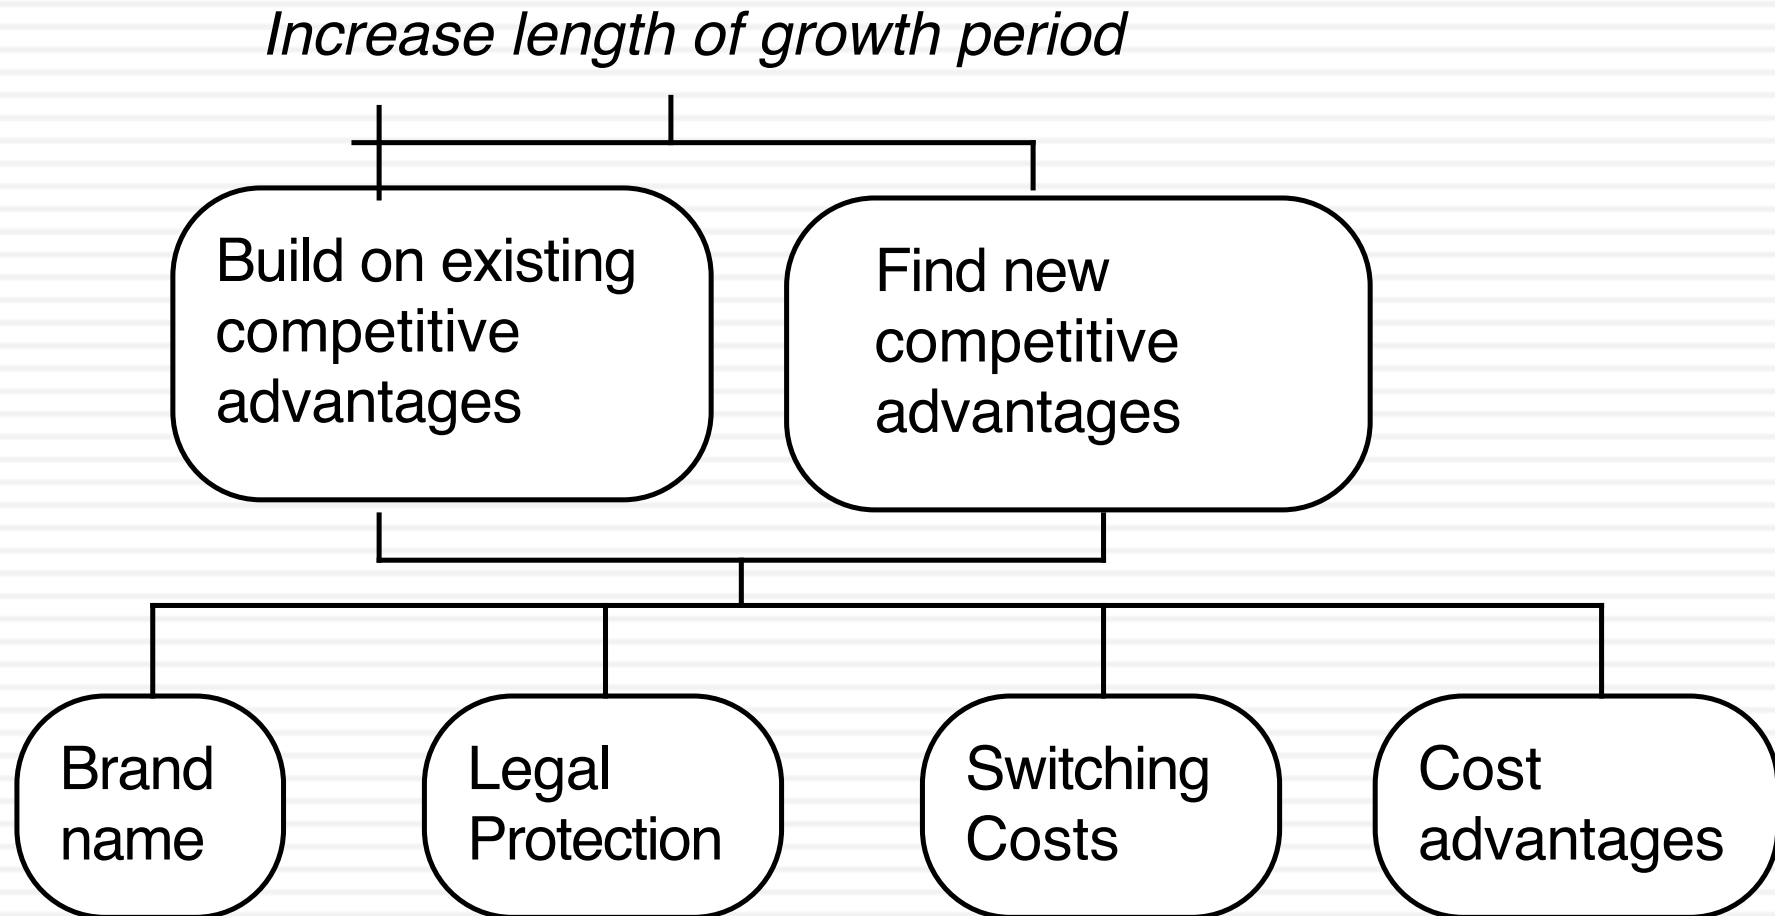 Increase length of growth period
Build on existing
competitive
advantages
Find new
competitive
advantages
Brand
name
Legal
Protection
Switching
Costs
Cost
advantages